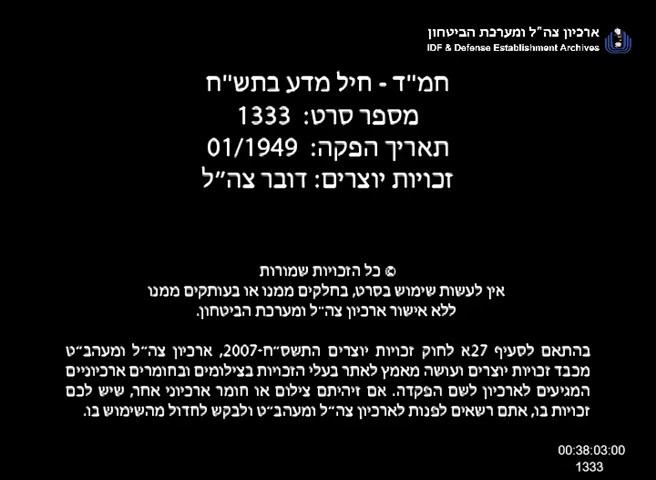 ארכיון צה"ל ומערכת הביטחון
IDF & Defense Establishment Archives
חמ"ד - חיל מדע בתש"ח
מספר סרט: 1333
תאריך הפקה: 01/1949
זכויות יוצרים: דובר צה"ל
© כל הזכויות שמורות
אין לעשות שימוש בסרט, בחלקים ממנו או בעותקים ממנו
ללא אישור ארכיון צה"ל ומערכת הביטחון.
בהתאם לסעיף 27א לחוק זכויות יוצרים התשס"ח-2007, ארכיון צה"ל ומעהב"ט
מכבד זכויות יוצרים ועושה מאמץ לאתר בעלי הזכויות בצילומים ובחומרים ארכיוניים
המגיעים לארכיון לשם הפקדה. אם זיהיתם צילום או חומר ארכיוני אחר, שיש לכם
זכויות בו, אתם רשאים לפנות לארכיון צה"ל ומעהב"ט ולבקש לחדול מהשימוש בו.
00:38:03:00
1333